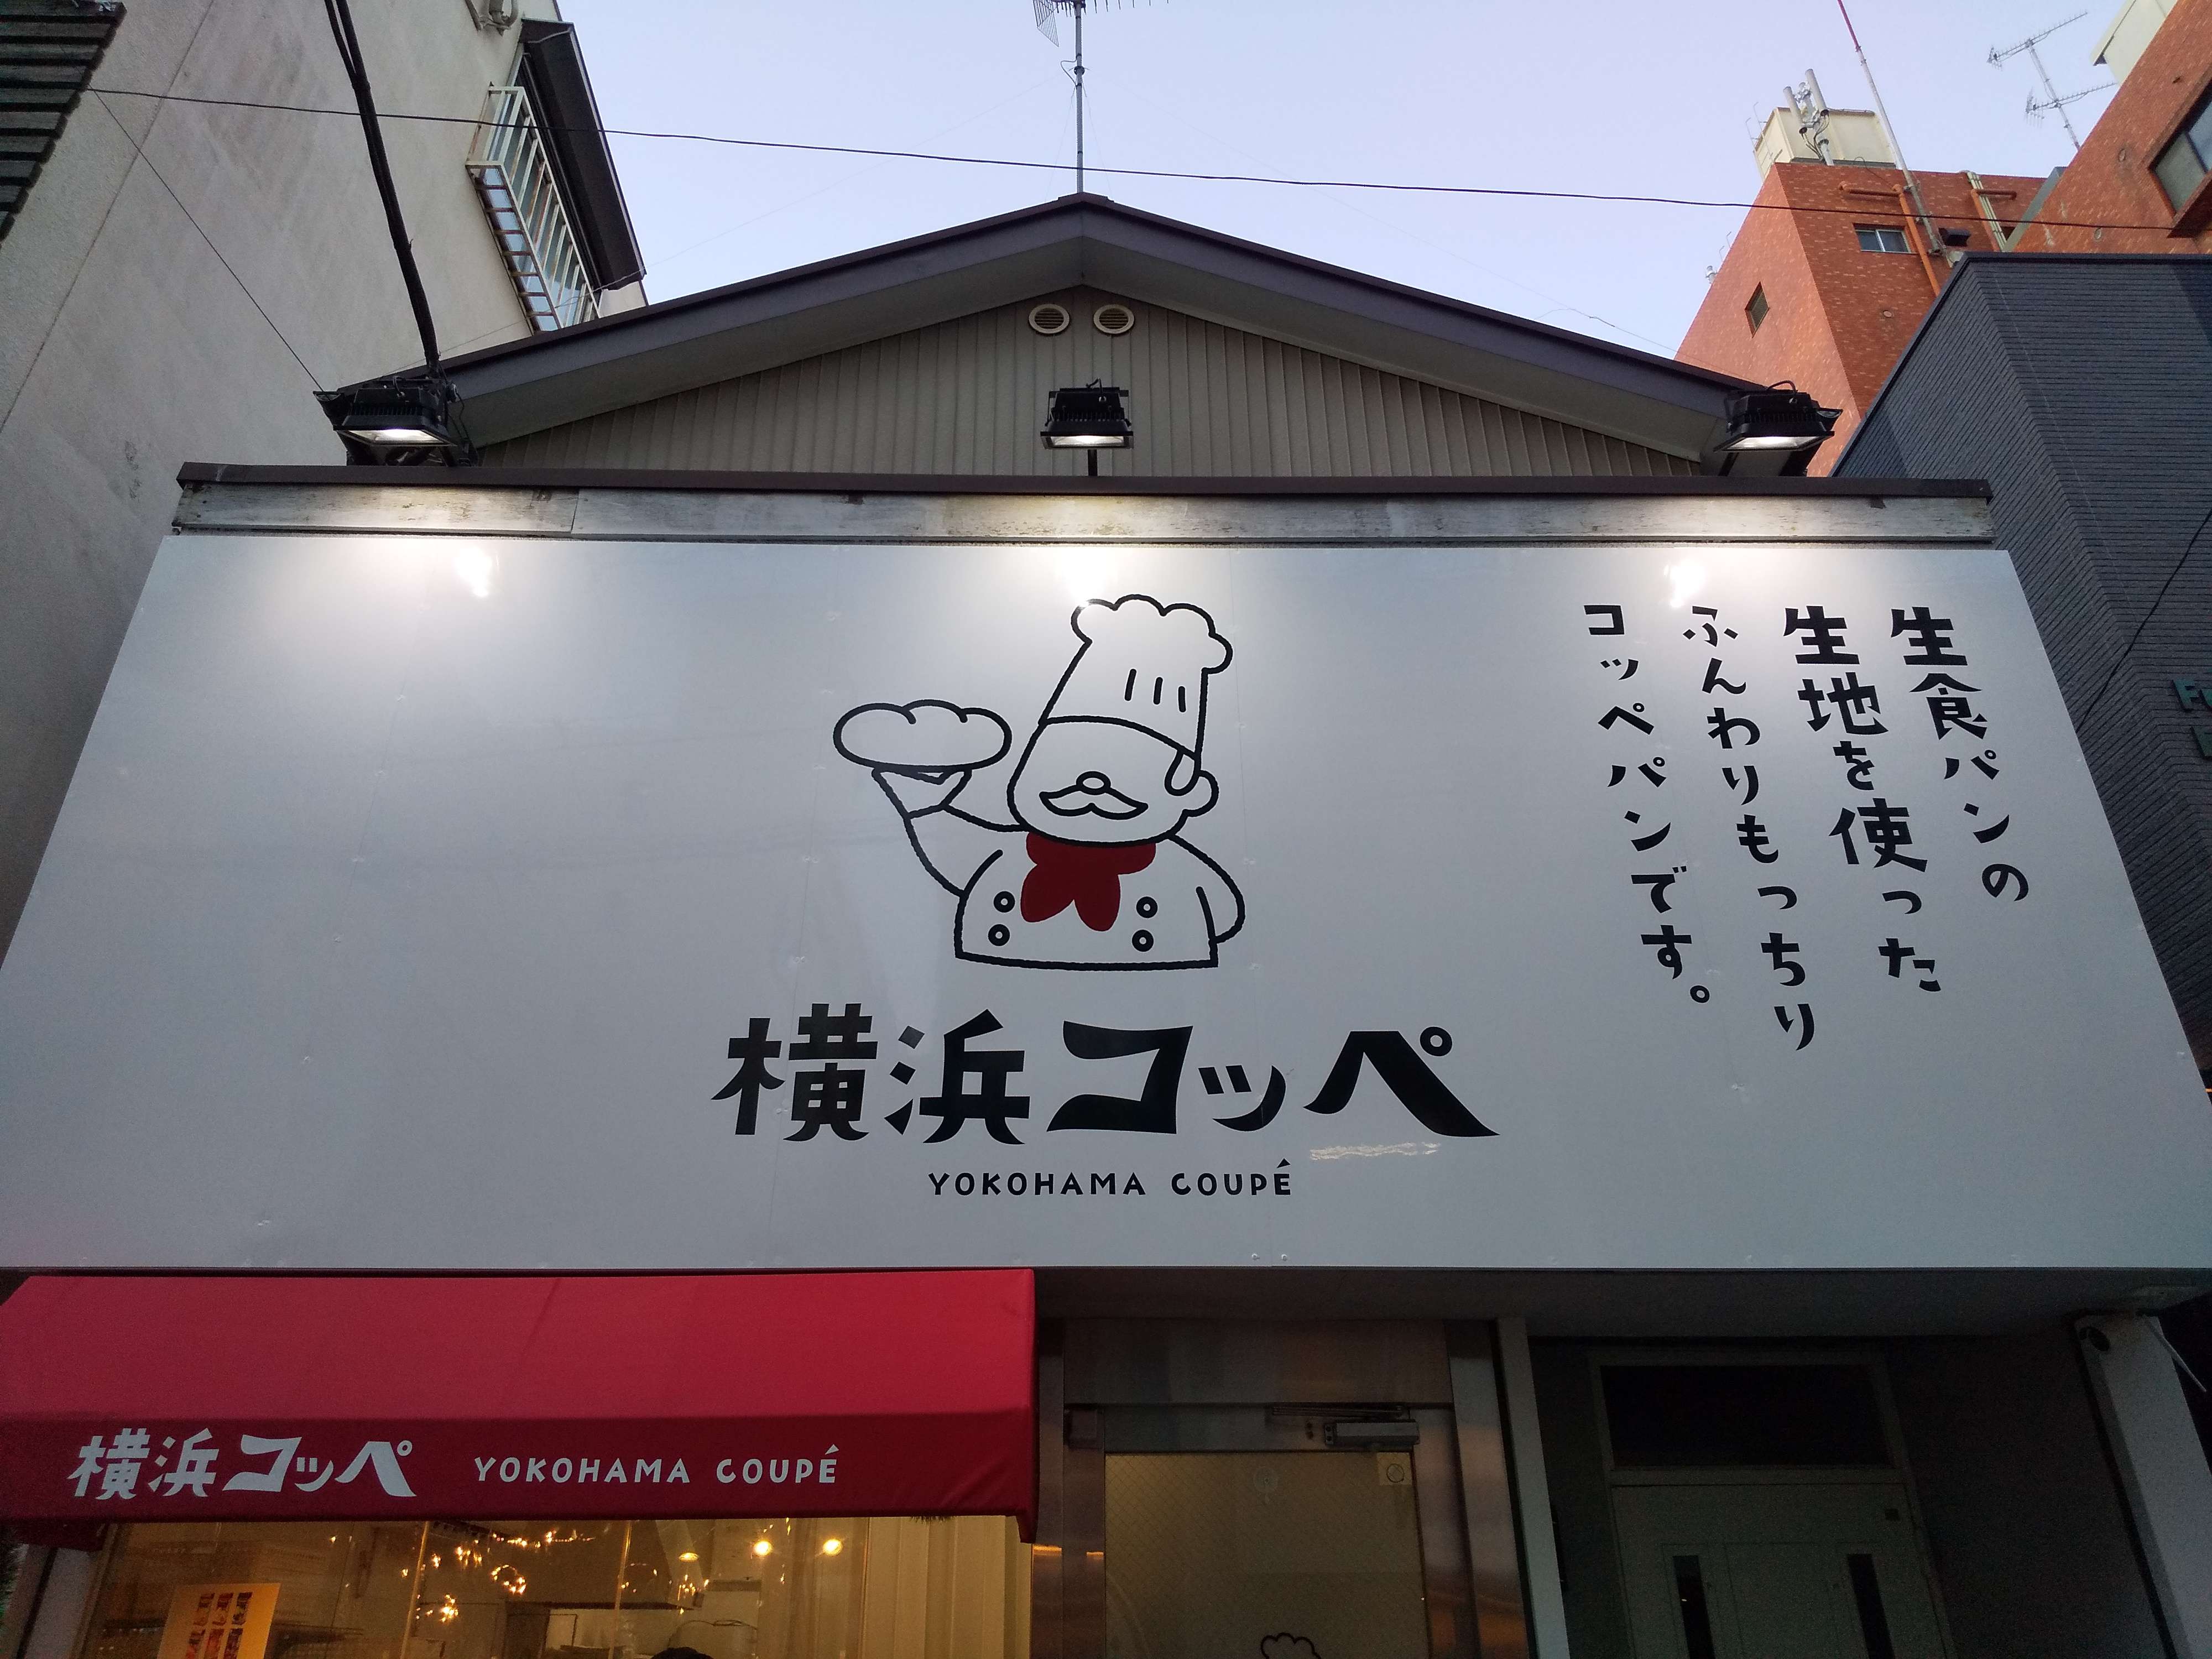 生食パンの
生地を使った
ふんわりもっちり
コッペパンです。
横浜コッペ
YOKOHAMA COUPÉ
横浜コッペ YOKOHAMA COUPÉ